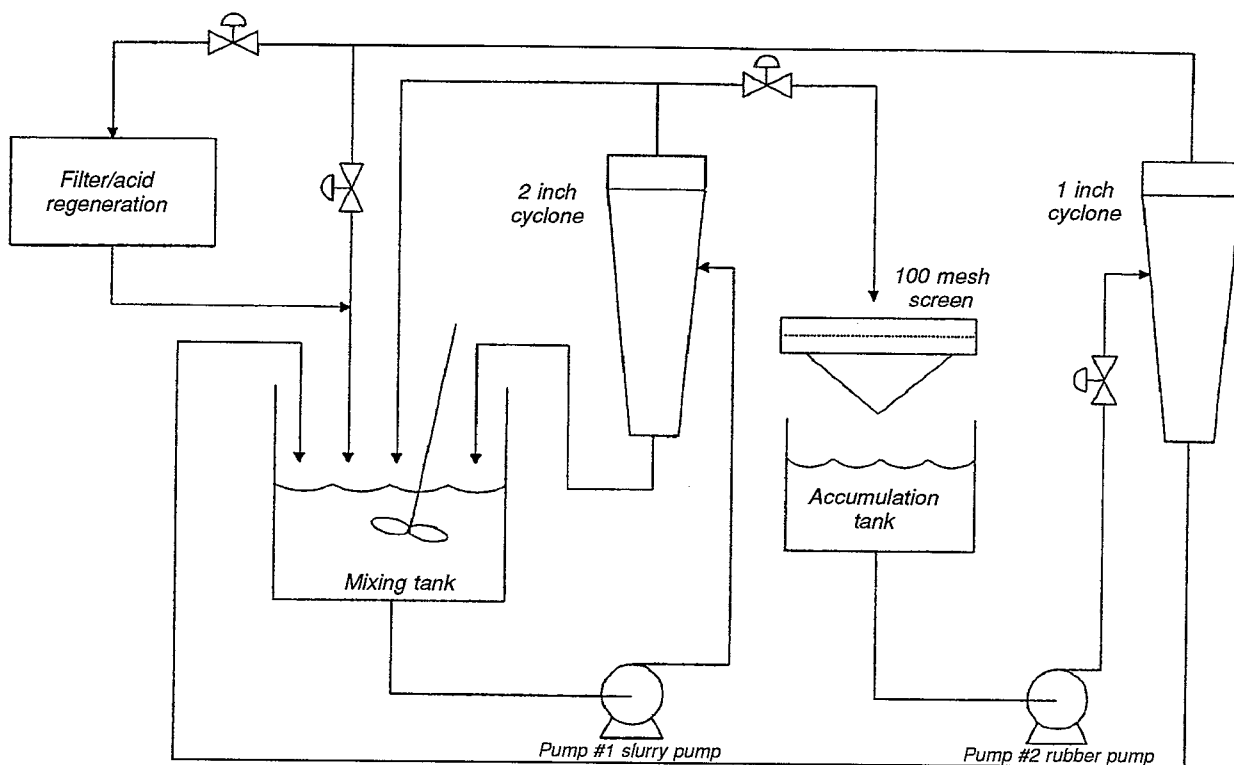 Filter/acid
regeneration
2 inch
cyclone
1 inch
cyclone
100 mesh
screen
Accumulation
tank
Mixing tank
Pump #1 slurry pump
Pump #2 rubber pump